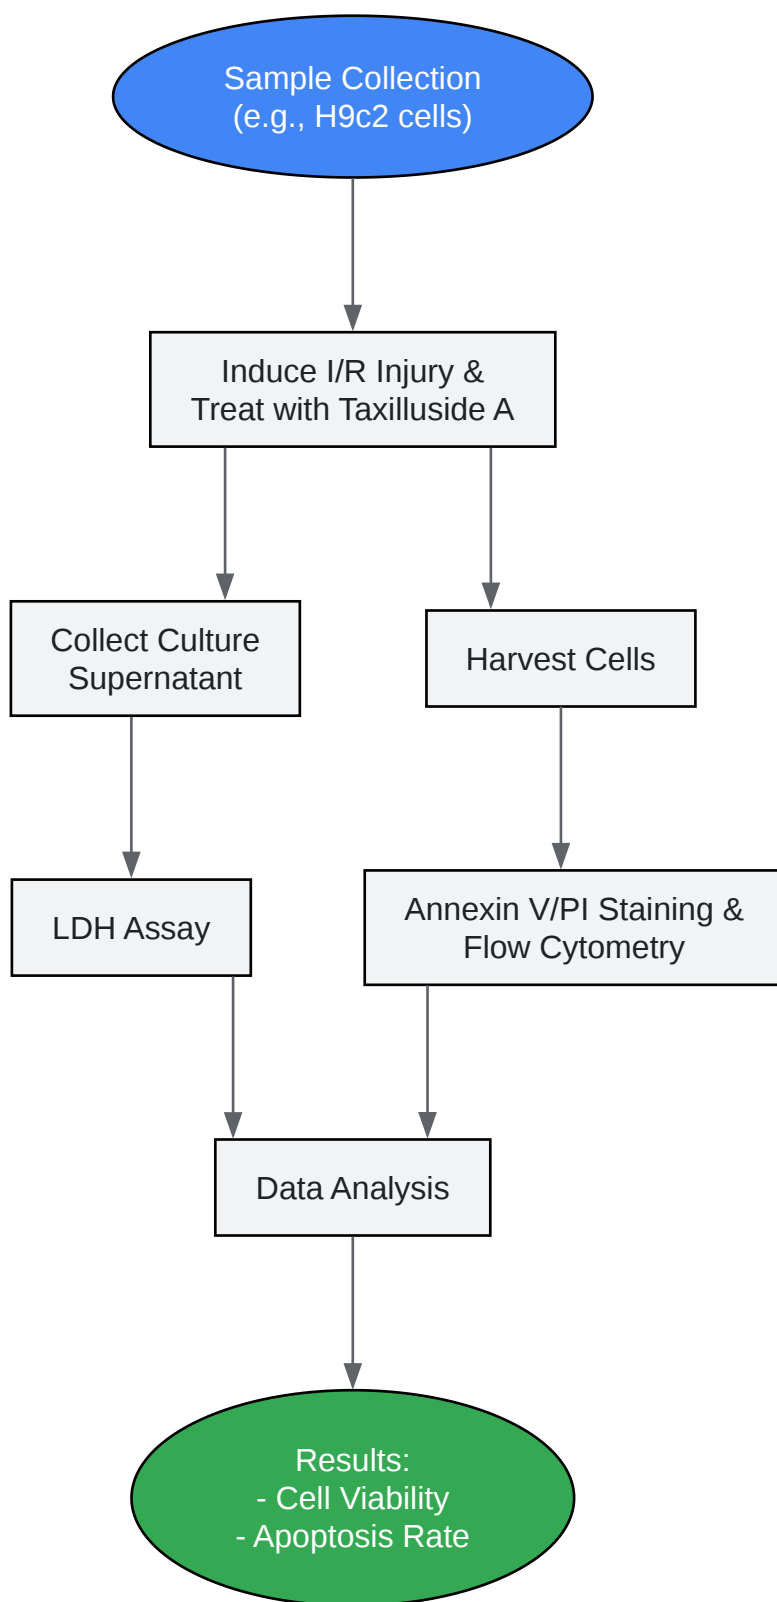 Sample Collection
(e.g., H9c2 cells)
Induce I/R Injury &
Treat with Taxilluside A
Collect Culture
Supernatant
Harvest Cells
LDH Assay
Annexin V/PI Staining &
Flow Cytometry
Data Analysis
Results:
- Cell Viability
- Apoptosis Rate